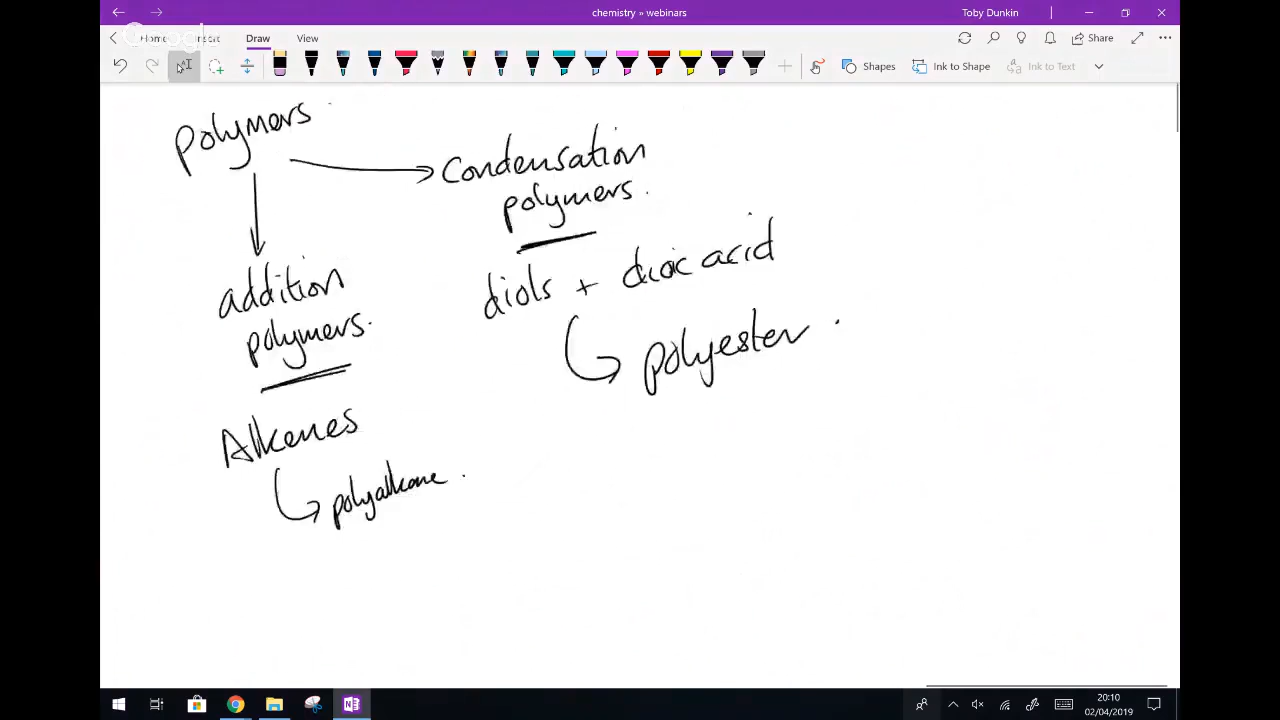 chemistry » webinars
Toby Dunkin
Home
Insert
Draw
View
Share
Shapes
Ink to Shape
Ink to Text
polymers
condensation
polymers.
addition
polymers.
diols + dioic acid
polyester.
Alkenes
polyalkane.
20:10
02/04/2019